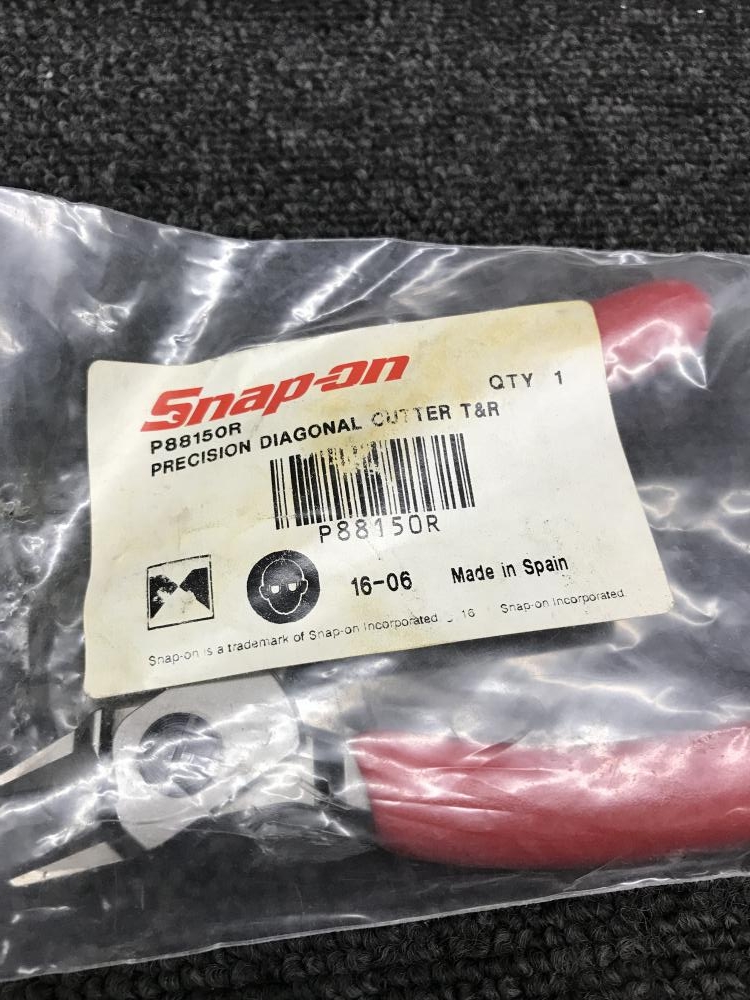 Snap-on
QTY 1
P88150R
PRECISION DIAGONAL CUTTER T&R
P88150R
16-06 Made in Spain
Snap-on is a trademark of Snap-on Incorporated 16 Snap-on Incorporated.